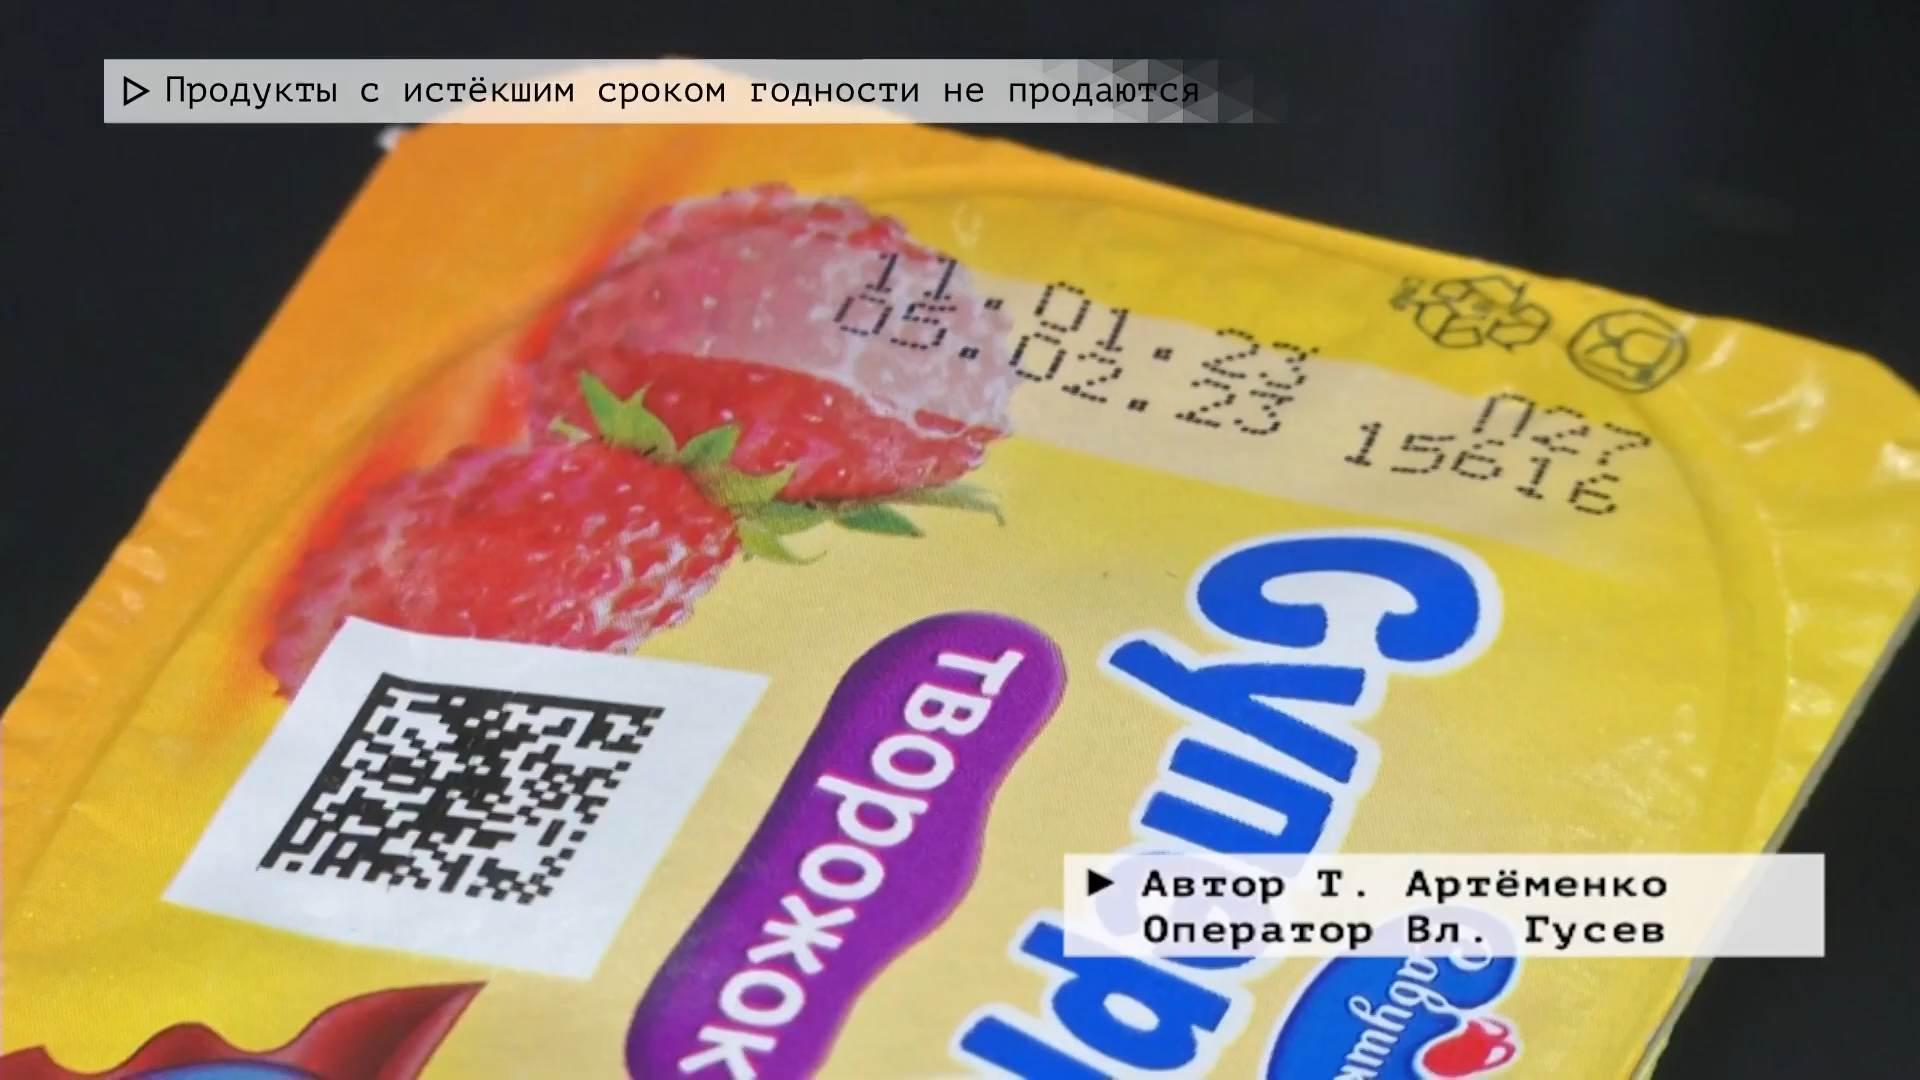 Продукты с истёкшим сроком годности не продаются
11.01.23
05.02.23
П27
15616
Супер
творожок
Автор Т. Артёменко
Оператор Вл. Гусев